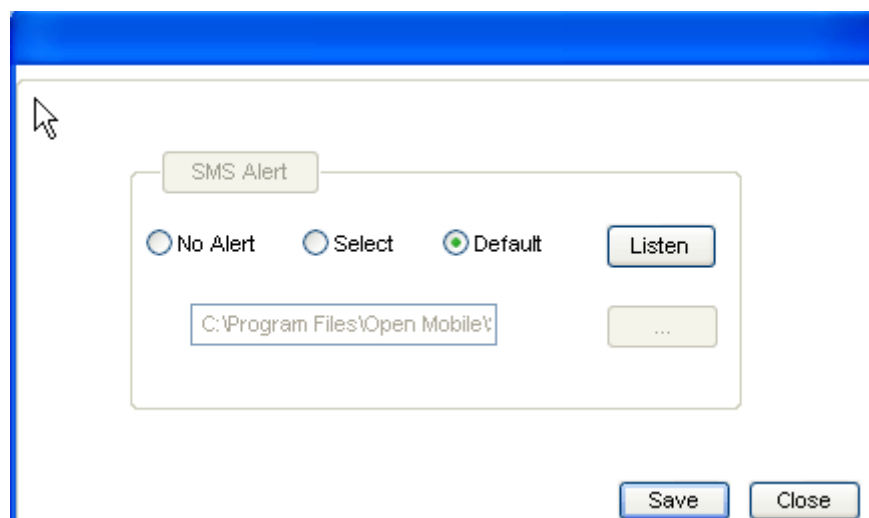 SMS Alert
No Alert Select Default Listen
C:\Program Files\Open Mobile\ ...
Save Close